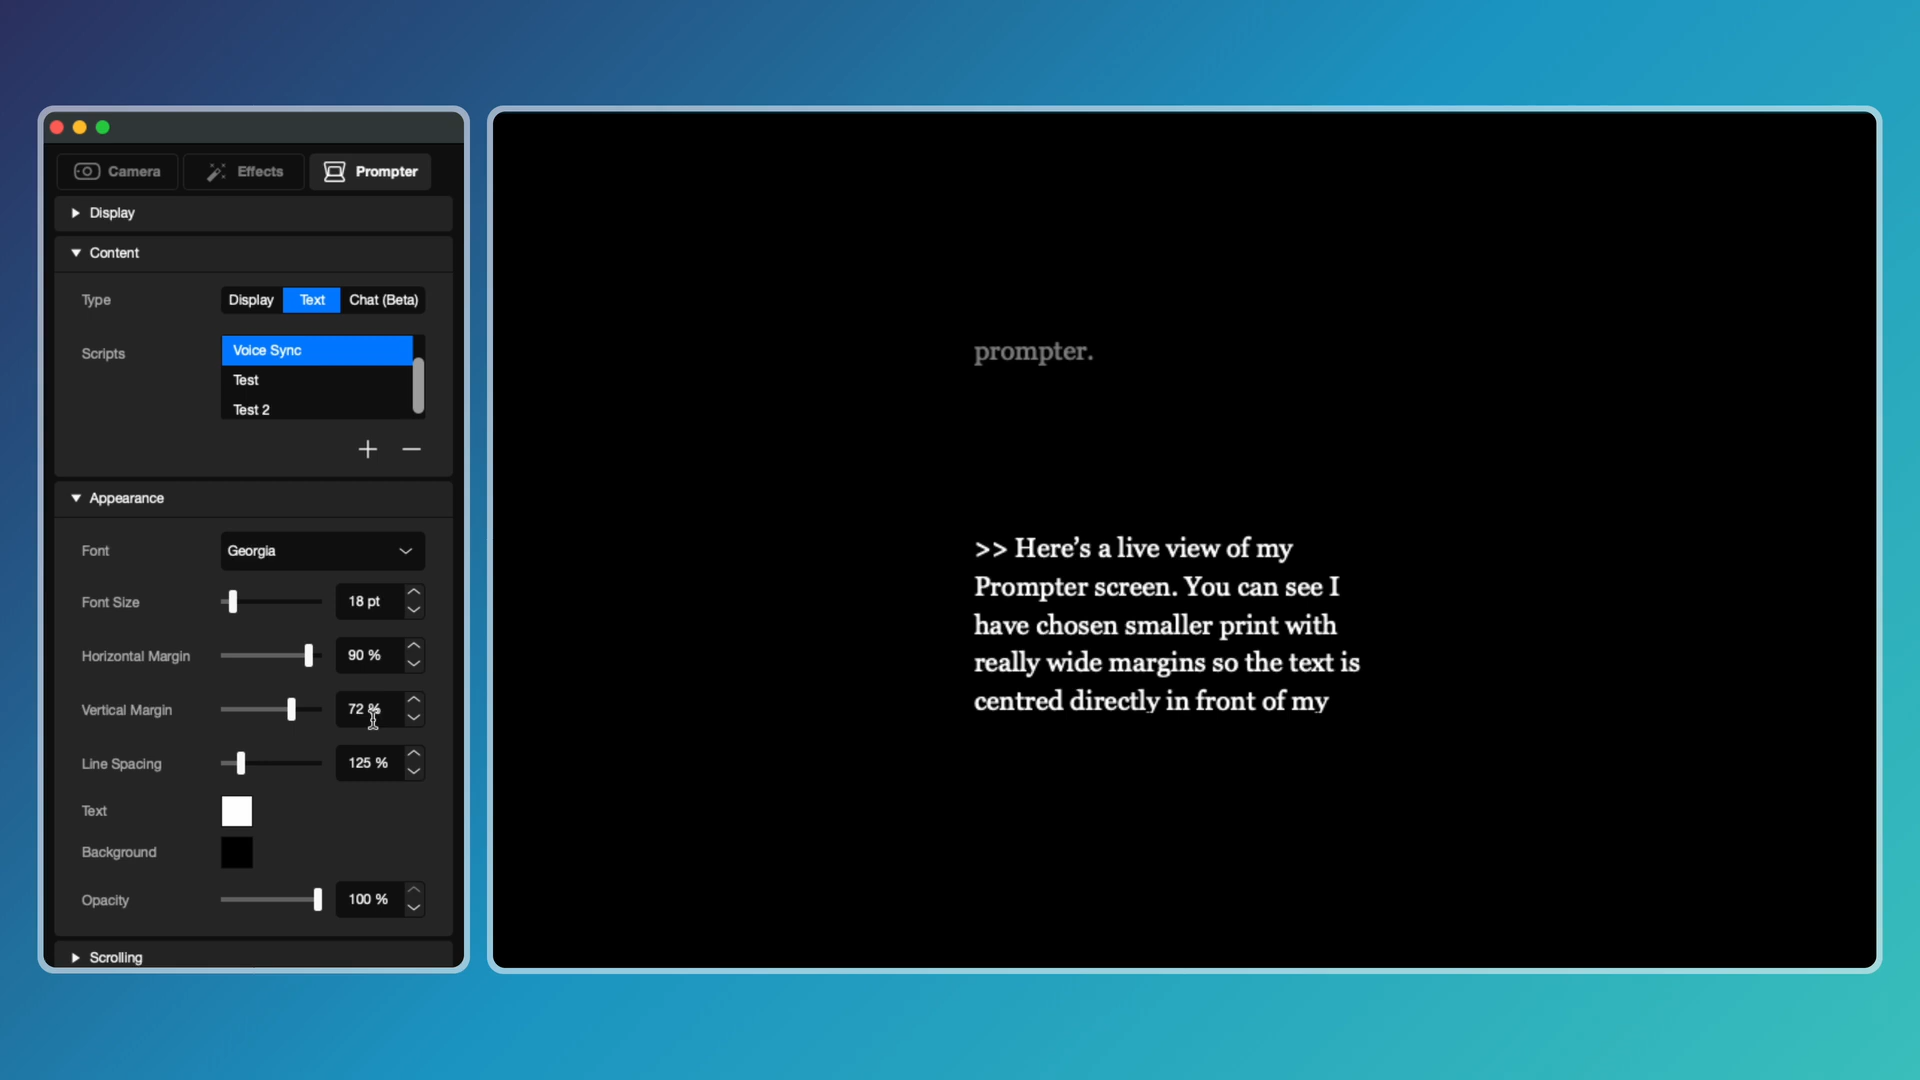 Camera
Effects
Prompter
Display
Content
Type
Display
Text
Chat (Beta)
Scripts
Voice Sync
Test
Test 2
Appearance
Font
Georgia
Font Size
18 pt
Horizontal Margin
90 %
Vertical Margin
72 %
Line Spacing
125 %
Text
Background
Opacity
100 %
Scrolling
prompter.
>> Here’s a live view of my
Prompter screen. You can see I
have chosen smaller print with
really wide margins so the text is
centred directly in front of my